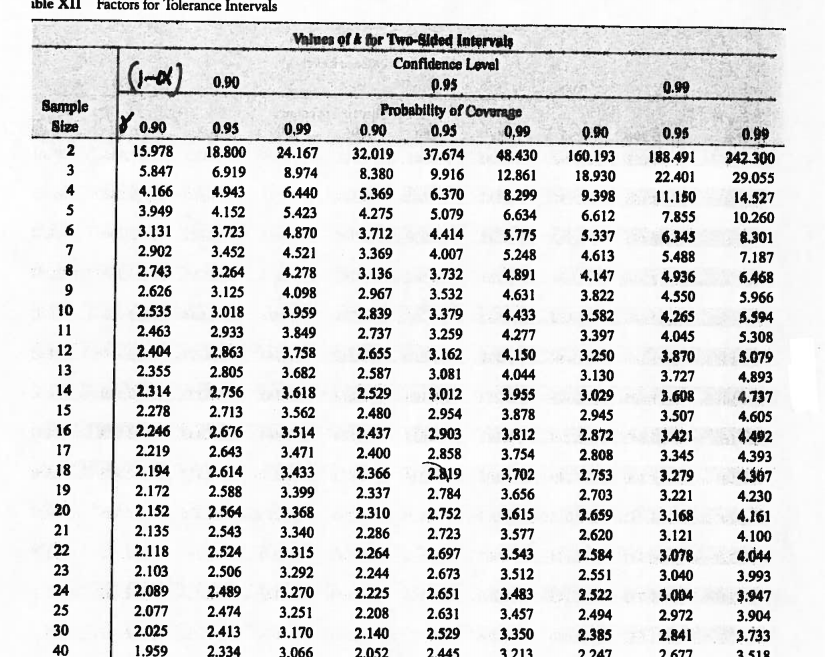 ible XII Factors for Tolerance Intervals
Values of k for Two-Sided Intervals
Confidence Level
(1-α) 0.90 0.95 0.99
Sample Probability of Coverage
Size γ 0.90 0.95 0.99 0.90 0.95 0.99 0.90 0.95 0.99
2 15.978 18.800 24.167 32.019 37.674 48.430 160.193 188.491 242.300
3 5.847 6.919 8.974 8.380 9.916 12.861 18.930 22.401 29.055
4 4.166 4.943 6.440 5.369 6.370 8.299 9.398 11.150 14.527
5 3.949 4.152 5.423 4.275 5.079 6.634 6.612 7.855 10.260
6 3.131 3.723 4.870 3.712 4.414 5.775 5.337 6.345 8.301
7 2.902 3.452 4.521 3.369 4.007 5.248 4.613 5.488 7.187
8 2.743 3.264 4.278 3.136 3.732 4.891 4.147 4.936 6.468
9 2.626 3.125 4.098 2.967 3.532 4.631 3.822 4.550 5.966
10 2.535 3.018 3.959 2.839 3.379 4.433 3.582 4.265 5.594
11 2.463 2.933 3.849 2.737 3.259 4.277 3.397 4.045 5.308
12 2.404 2.863 3.758 2.655 3.162 4.150 3.250 3.870 5.079
13 2.355 2.805 3.682 2.587 3.081 4.044 3.130 3.727 4.893
14 2.314 2.756 3.618 2.529 3.012 3.955 3.029 3.608 4.737
15 2.278 2.713 3.562 2.480 2.954 3.878 2.945 3.507 4.605
16 2.246 2.676 3.514 2.437 2.903 3.812 2.872 3.421 4.492
17 2.219 2.643 3.471 2.400 2.858 3.754 2.808 3.345 4.393
18 2.194 2.614 3.433 2.366 2.819 3.702 2.753 3.279 4.307
19 2.172 2.588 3.399 2.337 2.784 3.656 2.703 3.221 4.230
20 2.152 2.564 3.368 2.310 2.752 3.615 2.659 3.168 4.161
21 2.135 2.543 3.340 2.286 2.723 3.577 2.620 3.121 4.100
22 2.118 2.524 3.315 2.264 2.697 3.543 2.584 3.078 4.044
23 2.103 2.506 3.292 2.244 2.673 3.512 2.551 3.040 3.993
24 2.089 2.489 3.270 2.225 2.651 3.483 2.522 3.004 3.947
25 2.077 2.474 3.251 2.208 2.631 3.457 2.494 2.972 3.904
30 2.025 2.413 3.170 2.140 2.529 3.350 2.385 2.841 3.733
40 1.959 2.334 3.066 2.052 2.445 3.213 2.247 2.677 3.518